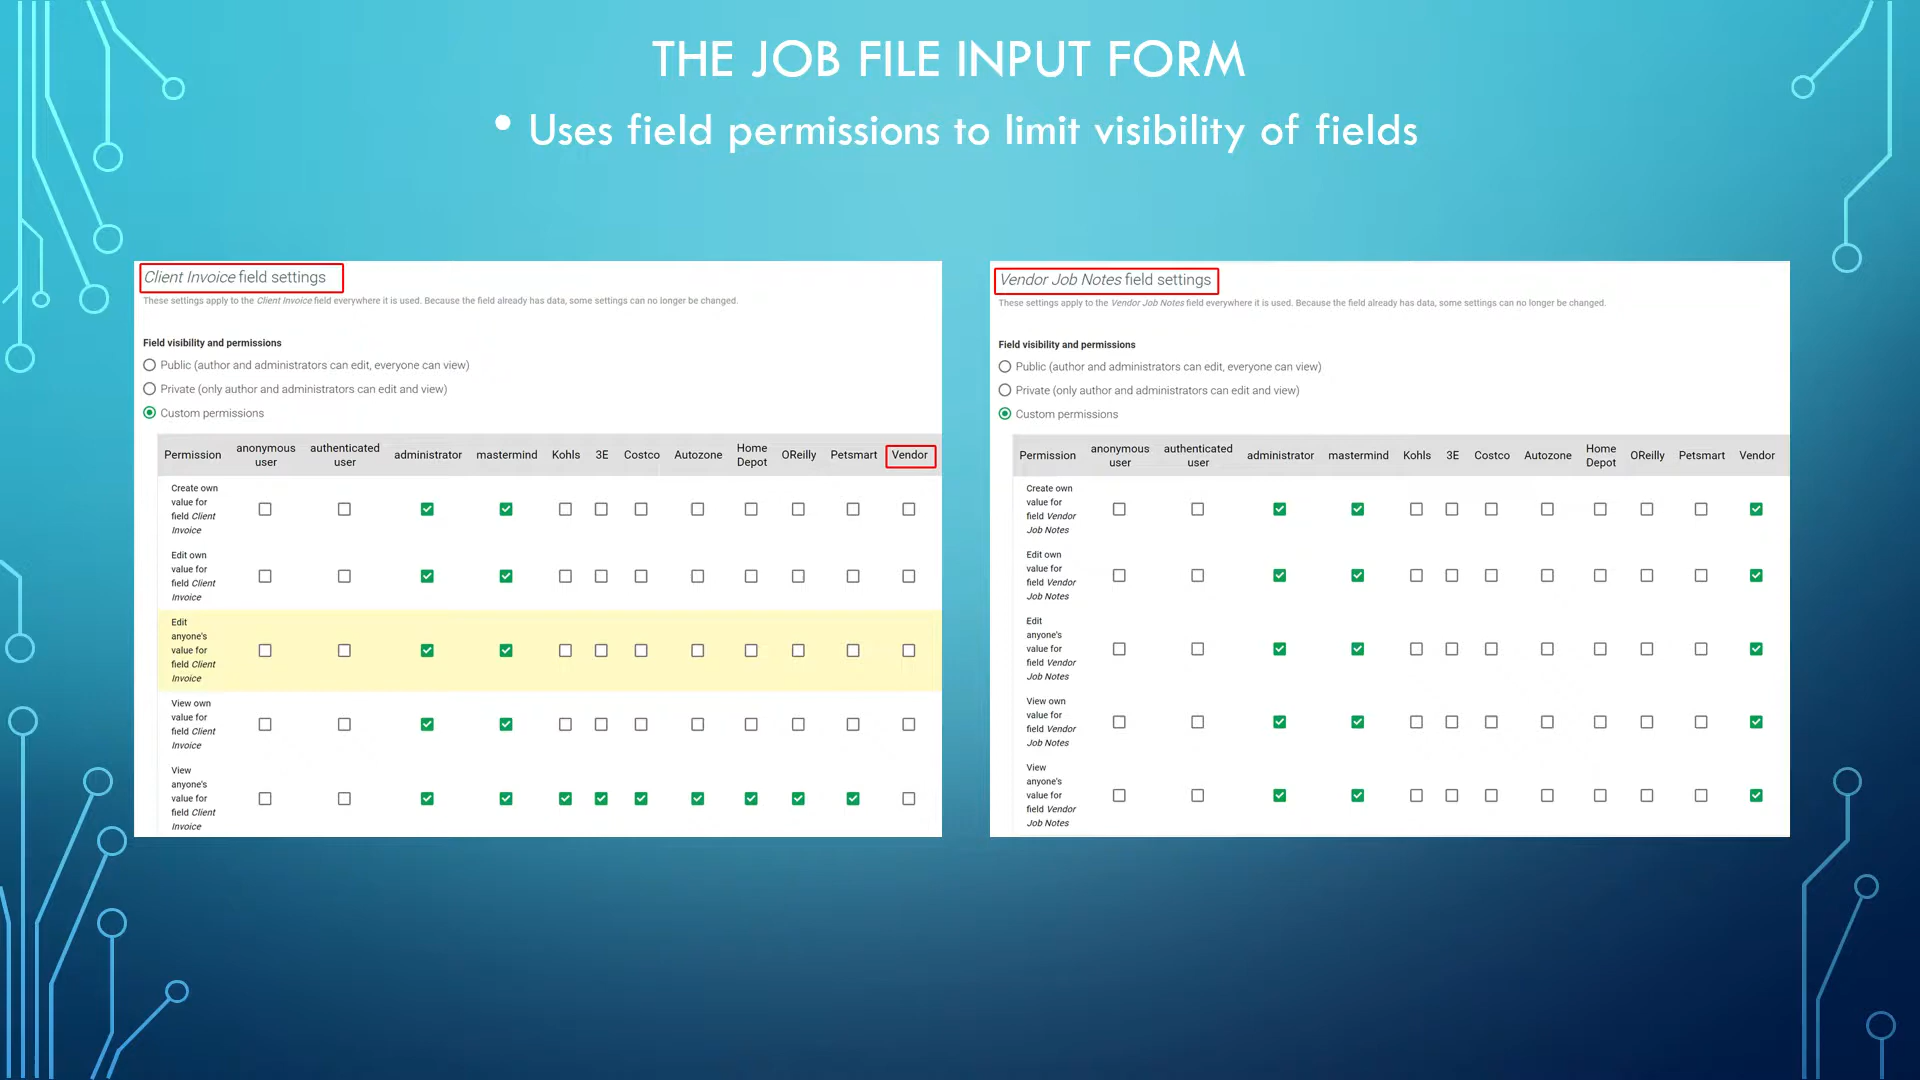 THE JOB FILE INPUT FORM
• Uses field permissions to limit visibility of fields
Client Invoice field settings
These settings apply to the Client Invoice field everywhere it is used. Because the field already has data, some settings can no longer be changed.
Field visibility and permissions
Public (author and administrators can edit, everyone can view)
Private (only author and administrators can edit and view)
Custom permissions
Permission anonymous user authenticated user administrator mastermind Kohls 3E Costco Autozone Home Depot OReilly Petsmart Vendor
Create own
value for
field Client
Invoice
Edit own
value for
field Client
Invoice
Edit
anyone's
value for
field Client
Invoice
View own
value for
field Client
Invoice
View
anyone's
value for
field Client
Invoice
Vendor Job Notes field settings
These settings apply to the Vendor Job Notes field everywhere it is used. Because the field already has data, some settings can no longer be changed.
Field visibility and permissions
Public (author and administrators can edit, everyone can view)
Private (only author and administrators can edit and view)
Custom permissions
Permission anonymous user authenticated user administrator mastermind Kohls 3E Costco Autozone Home Depot OReilly Petsmart Vendor
Create own
value for
field Vendor
Job Notes
Edit own
value for
field Vendor
Job Notes
Edit
anyone's
value for
field Vendor
Job Notes
View own
value for
field Vendor
Job Notes
View
anyone's
value for
field Vendor
Job Notes